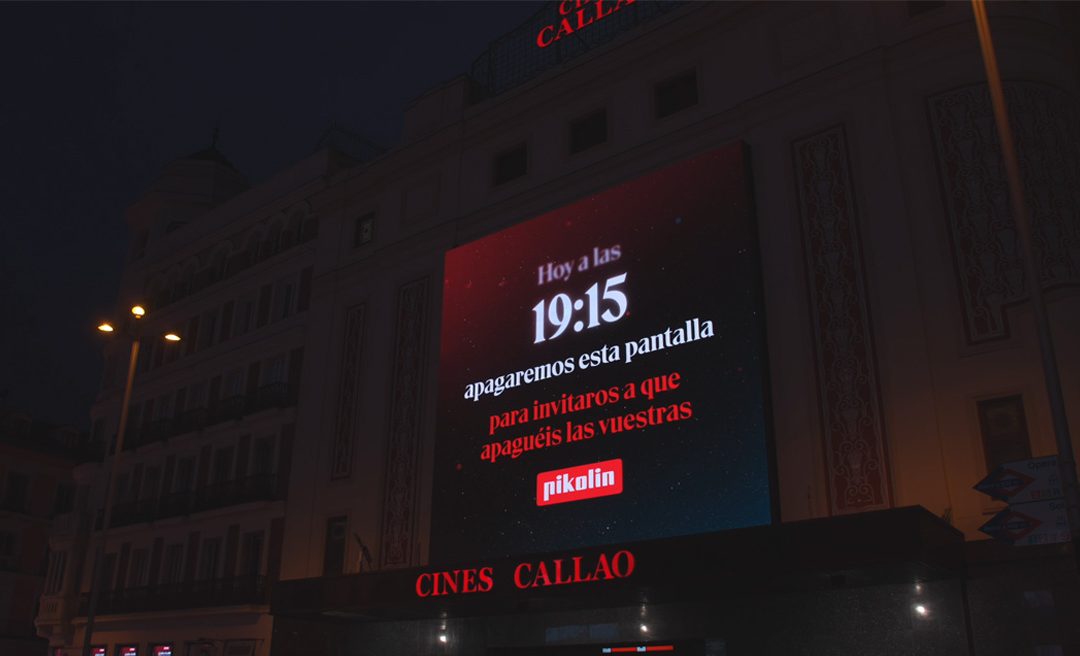 CALLAO
Hoy a las
19:15
apagaremos esta pantalla
para invitaros a que
apaguéis las vuestras
pikolin
CINES CALLAO